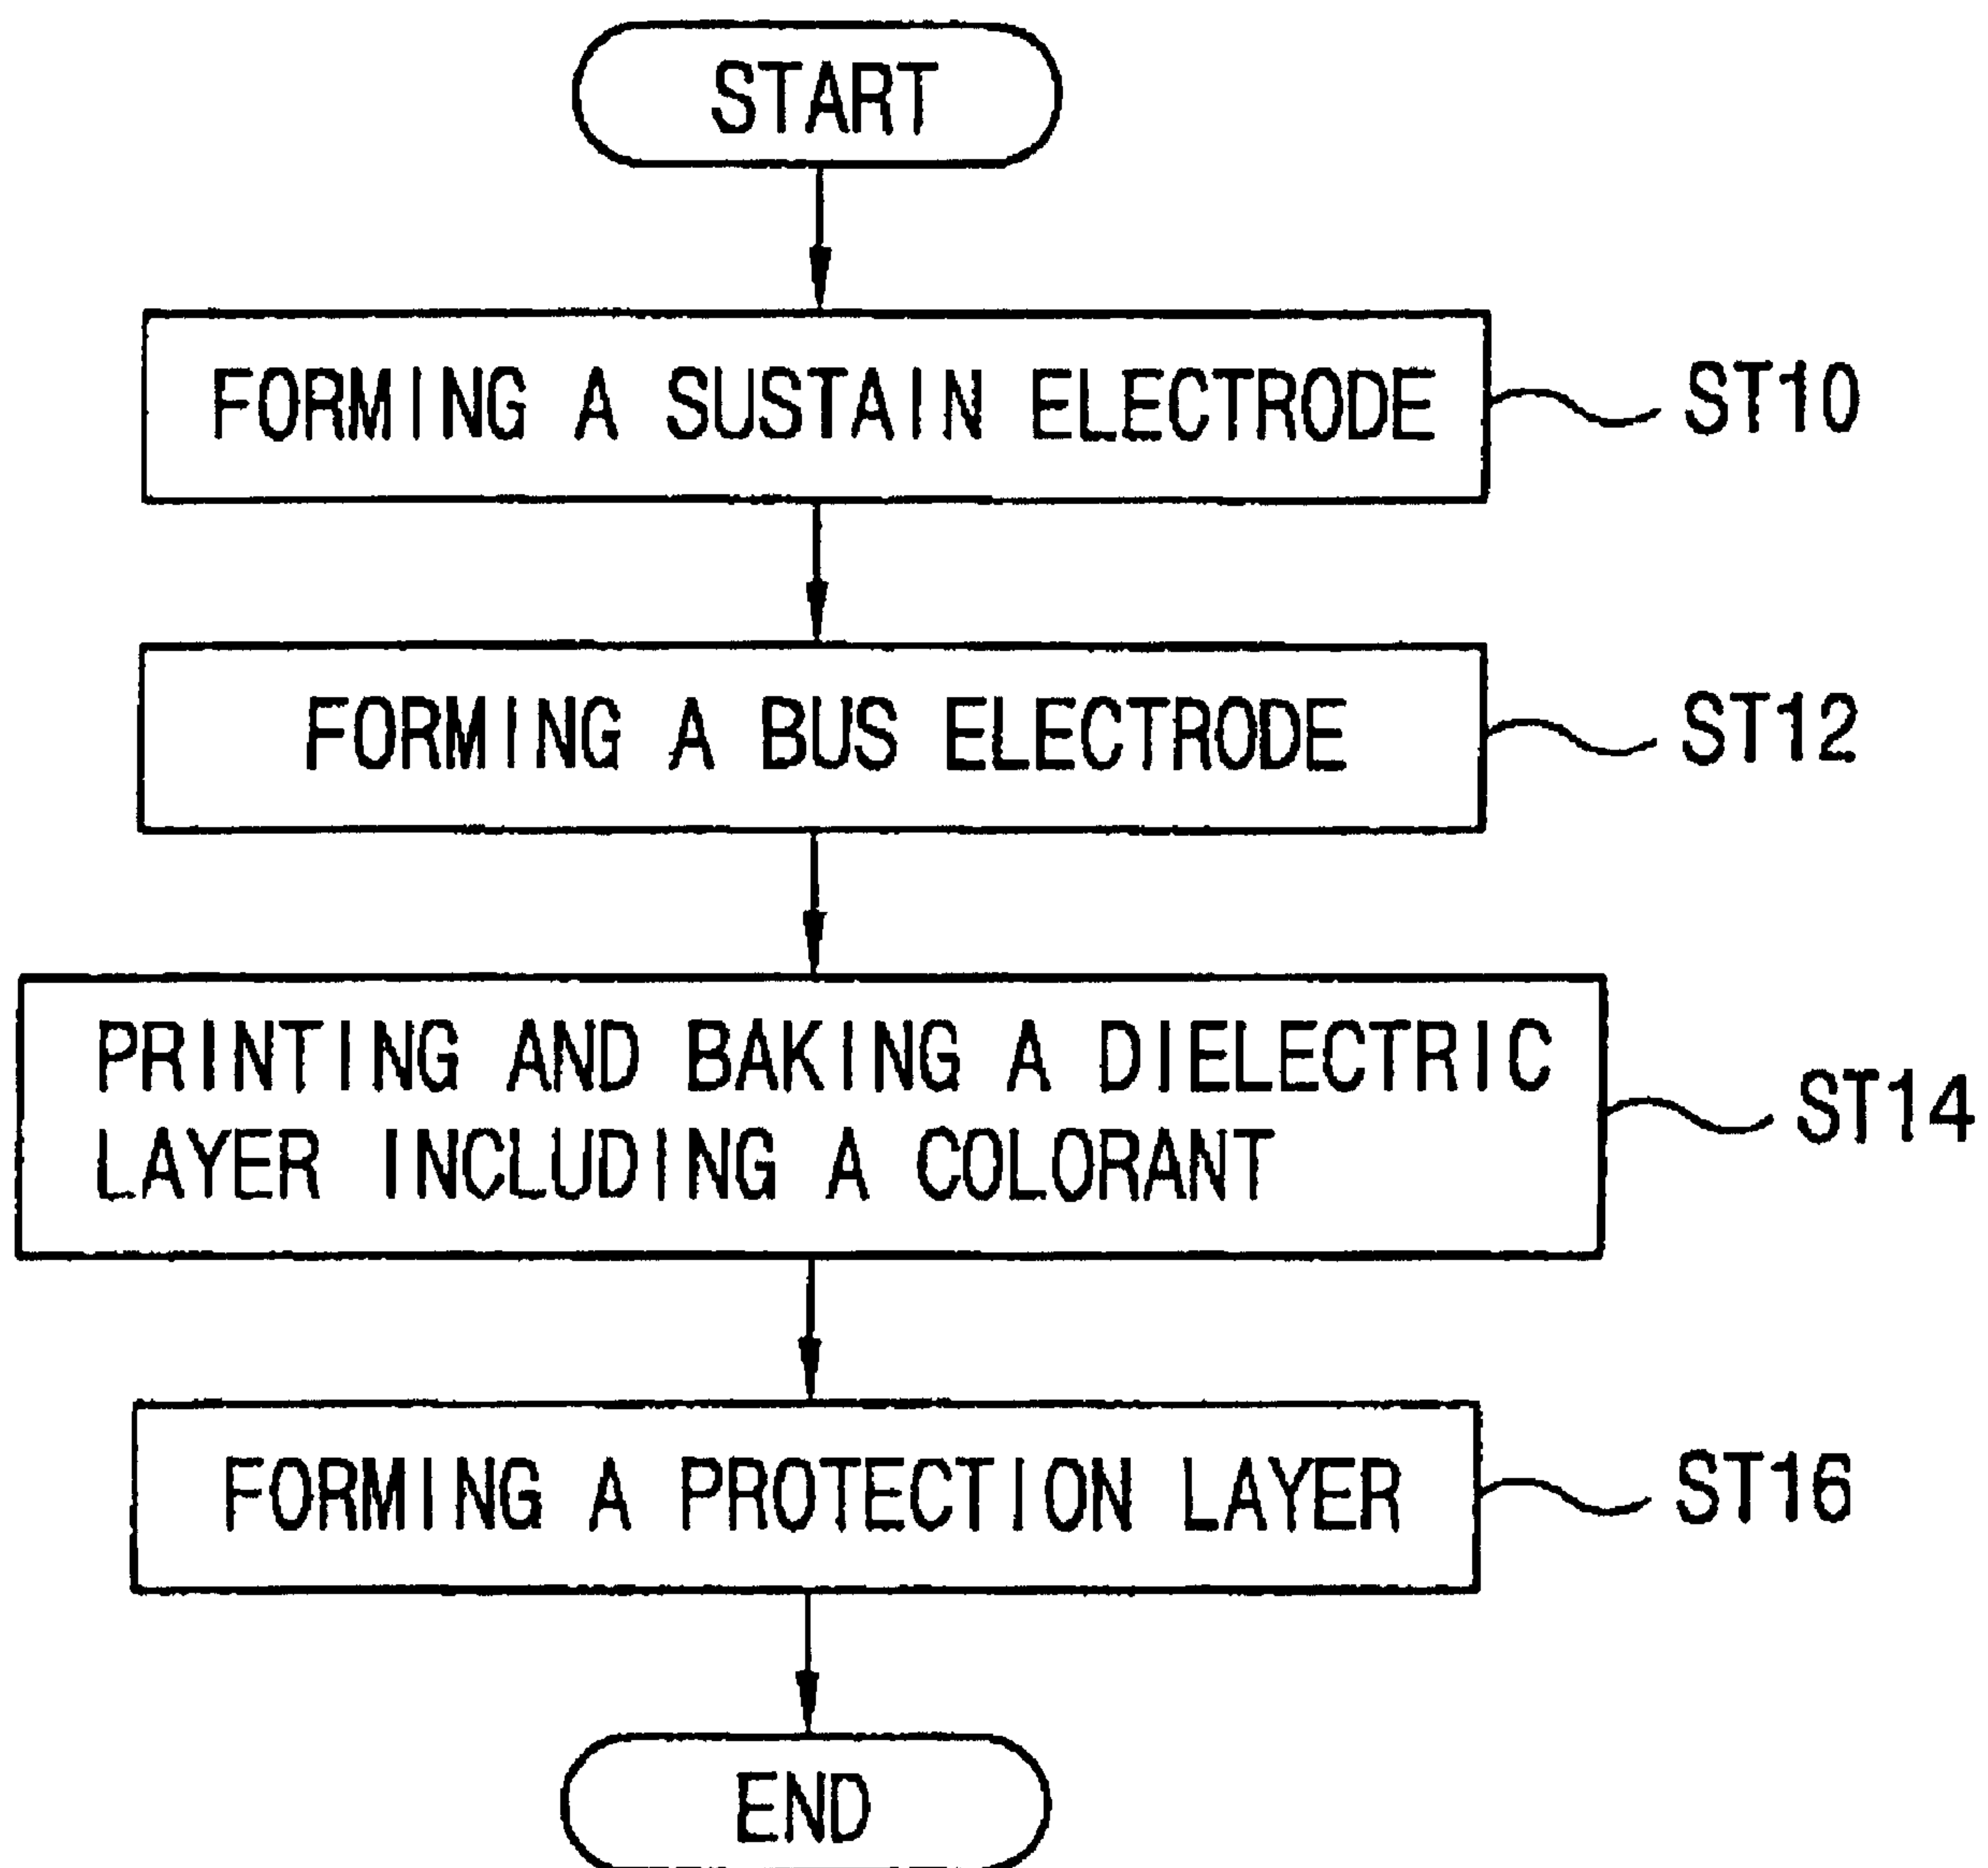 START
FORMING A SUSTAIN ELECTRODE
ST10
FORMING A BUS ELECTRODE
ST12
PRINTING AND BAKING A DIELECTRIC
LAYER INCLUDING A COLORANT
ST14
FORMING A PROTECTION LAYER
ST16
END